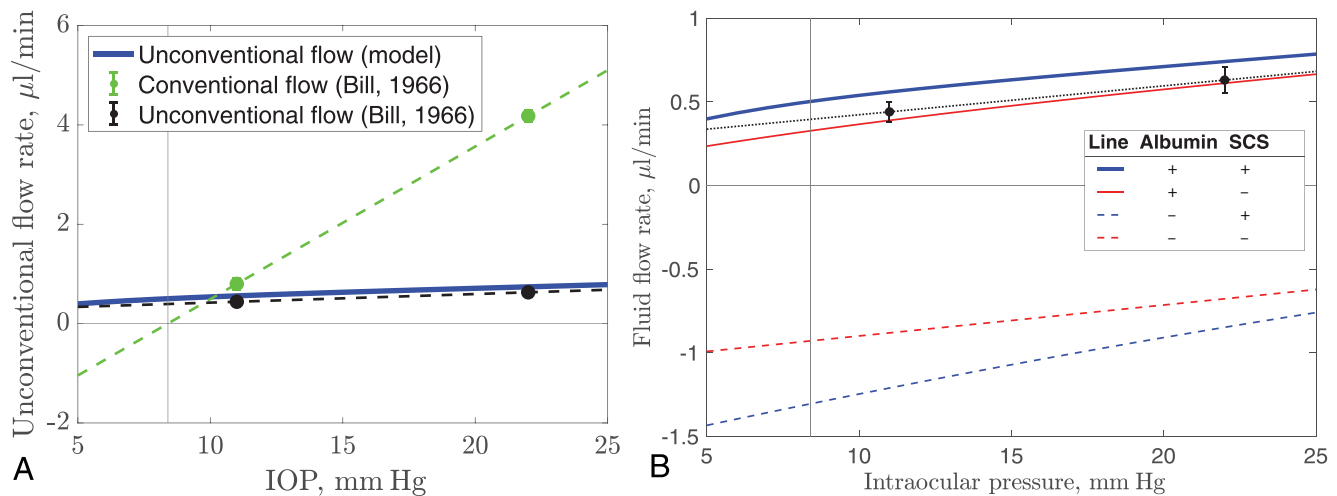 Unconventional flow rate, μl/min
6
4
2
0
-2
Unconventional flow (model)
Conventional flow (Bill, 1966)
Unconventional flow (Bill, 1966)
5 10 15 20 25
IOP, mm Hg
A
Fluid flow rate, μl/min
1
0.5
0
-0.5
-1
-1.5
Line Albumin SCS
+ +
+ −
− +
− −
5 10 15 20 25
Intraocular pressure, mm Hg
B